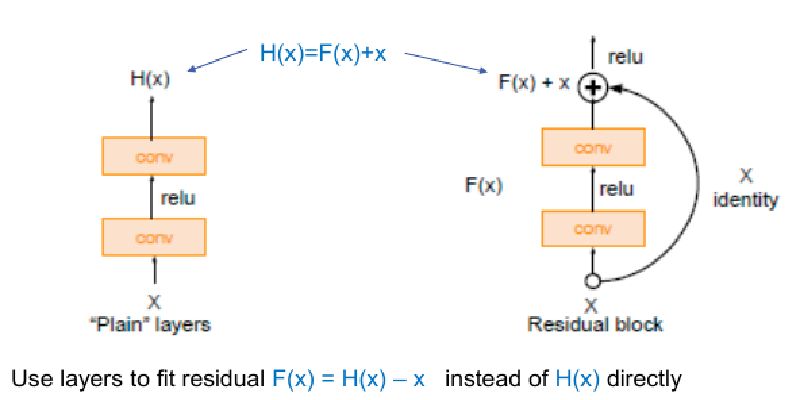 H(x)=F(x)+x
H(x)
conv
relu
conv
X
"Plain" layers
relu
F(x) + x
conv
F(x)
relu
X
identity
conv
X
Residual block
Use layers to fit residual F(x) = H(x) – x instead of H(x) directly